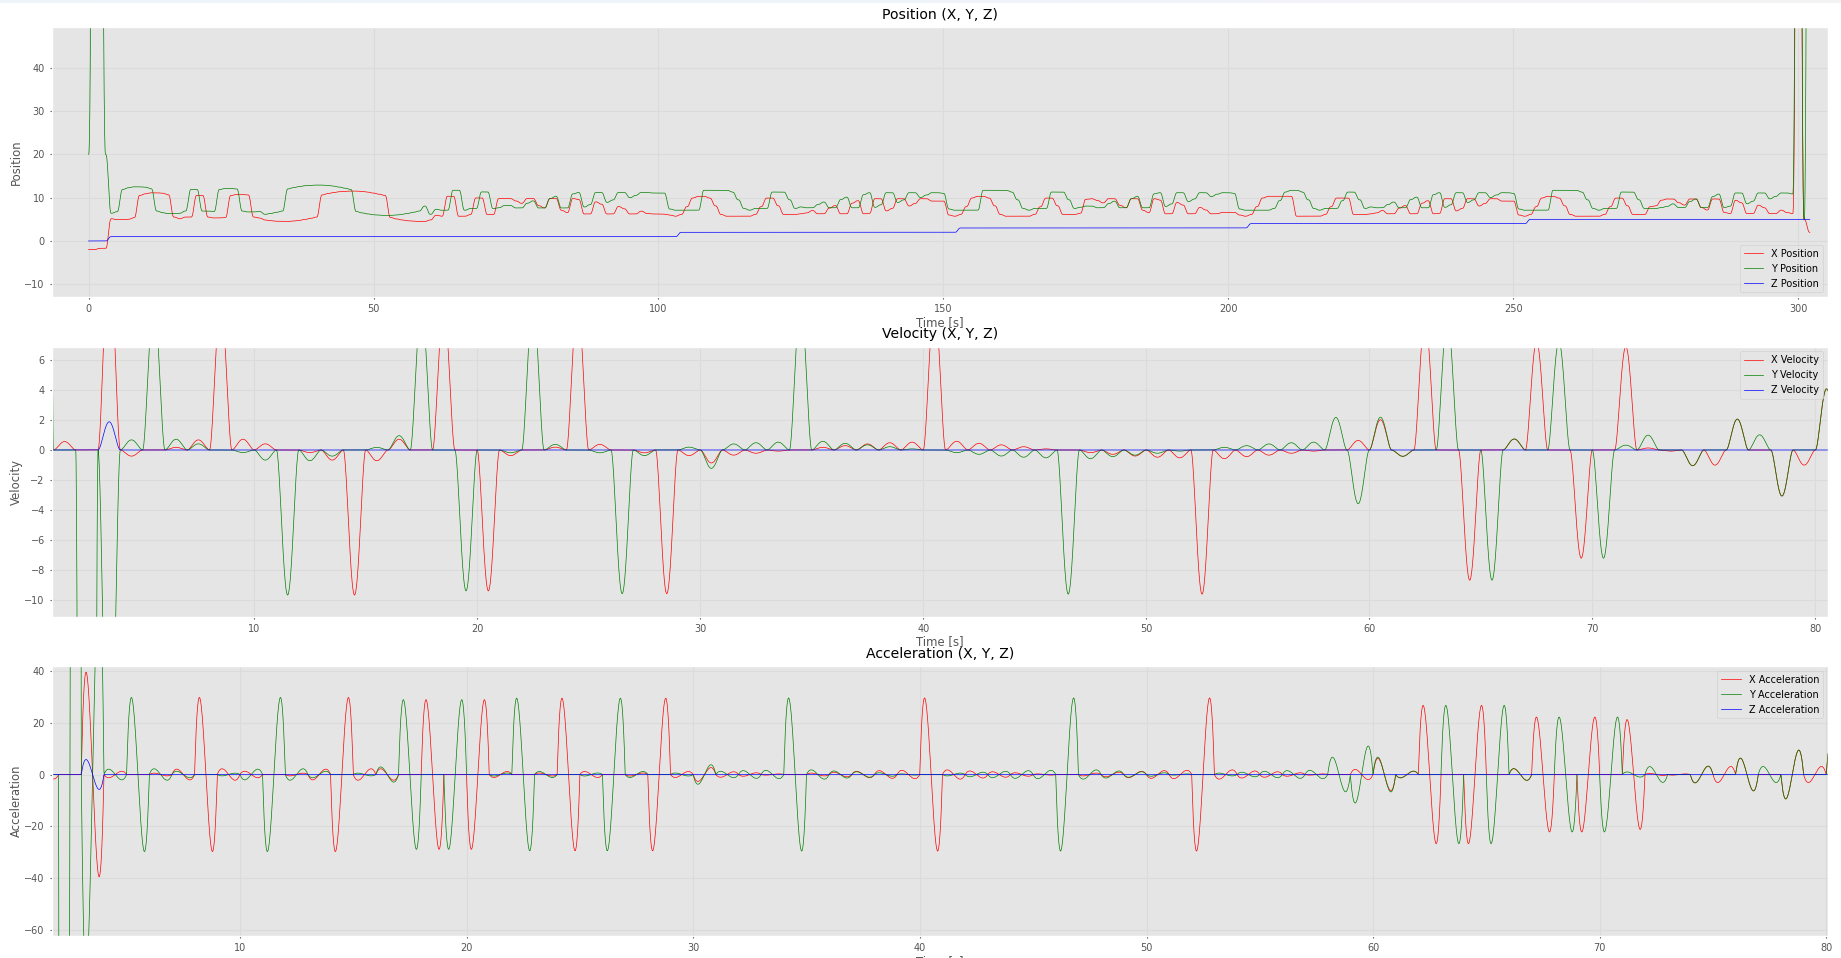 Position (X, Y, Z)
Position
40
30
20
10
0
−10
X Position
Y Position
Z Position
0 50 100 150 200 250 300
Time [s]
Velocity (X, Y, Z)
Velocity
6
4
2
0
−2
−4
−6
−8
−10
X Velocity
Y Velocity
Z Velocity
10 20 30 40 50 60 70 80
Time [s]
Acceleration (X, Y, Z)
Acceleration
40
20
0
−20
−40
−60
X Acceleration
Y Acceleration
Z Acceleration
10 20 30 40 50 60 70 80
Time [s]